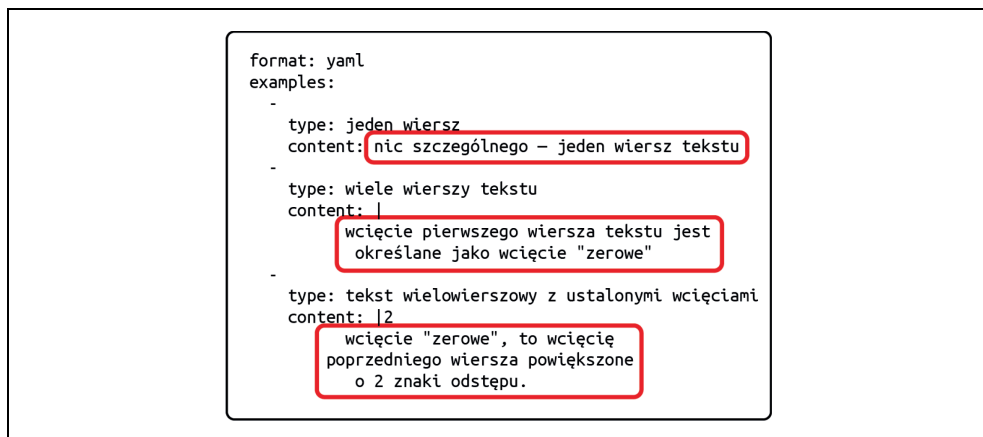 format: yaml
examples:
-
type: jeden wiersz
content: nic szczególnego — jeden wiersz tekstu
-
type: wiele wierszy tekstu
content: |
wcięcie pierwszego wiersza tekstu jest
określane jako wcięcie "zerowe"
-
type: tekst wielowierszowy z ustalonymi wcięciami
content: |2
wcięcie "zerowe", to wcięcię
poprzedniego wiersza powiększone
o 2 znaki odstępu.